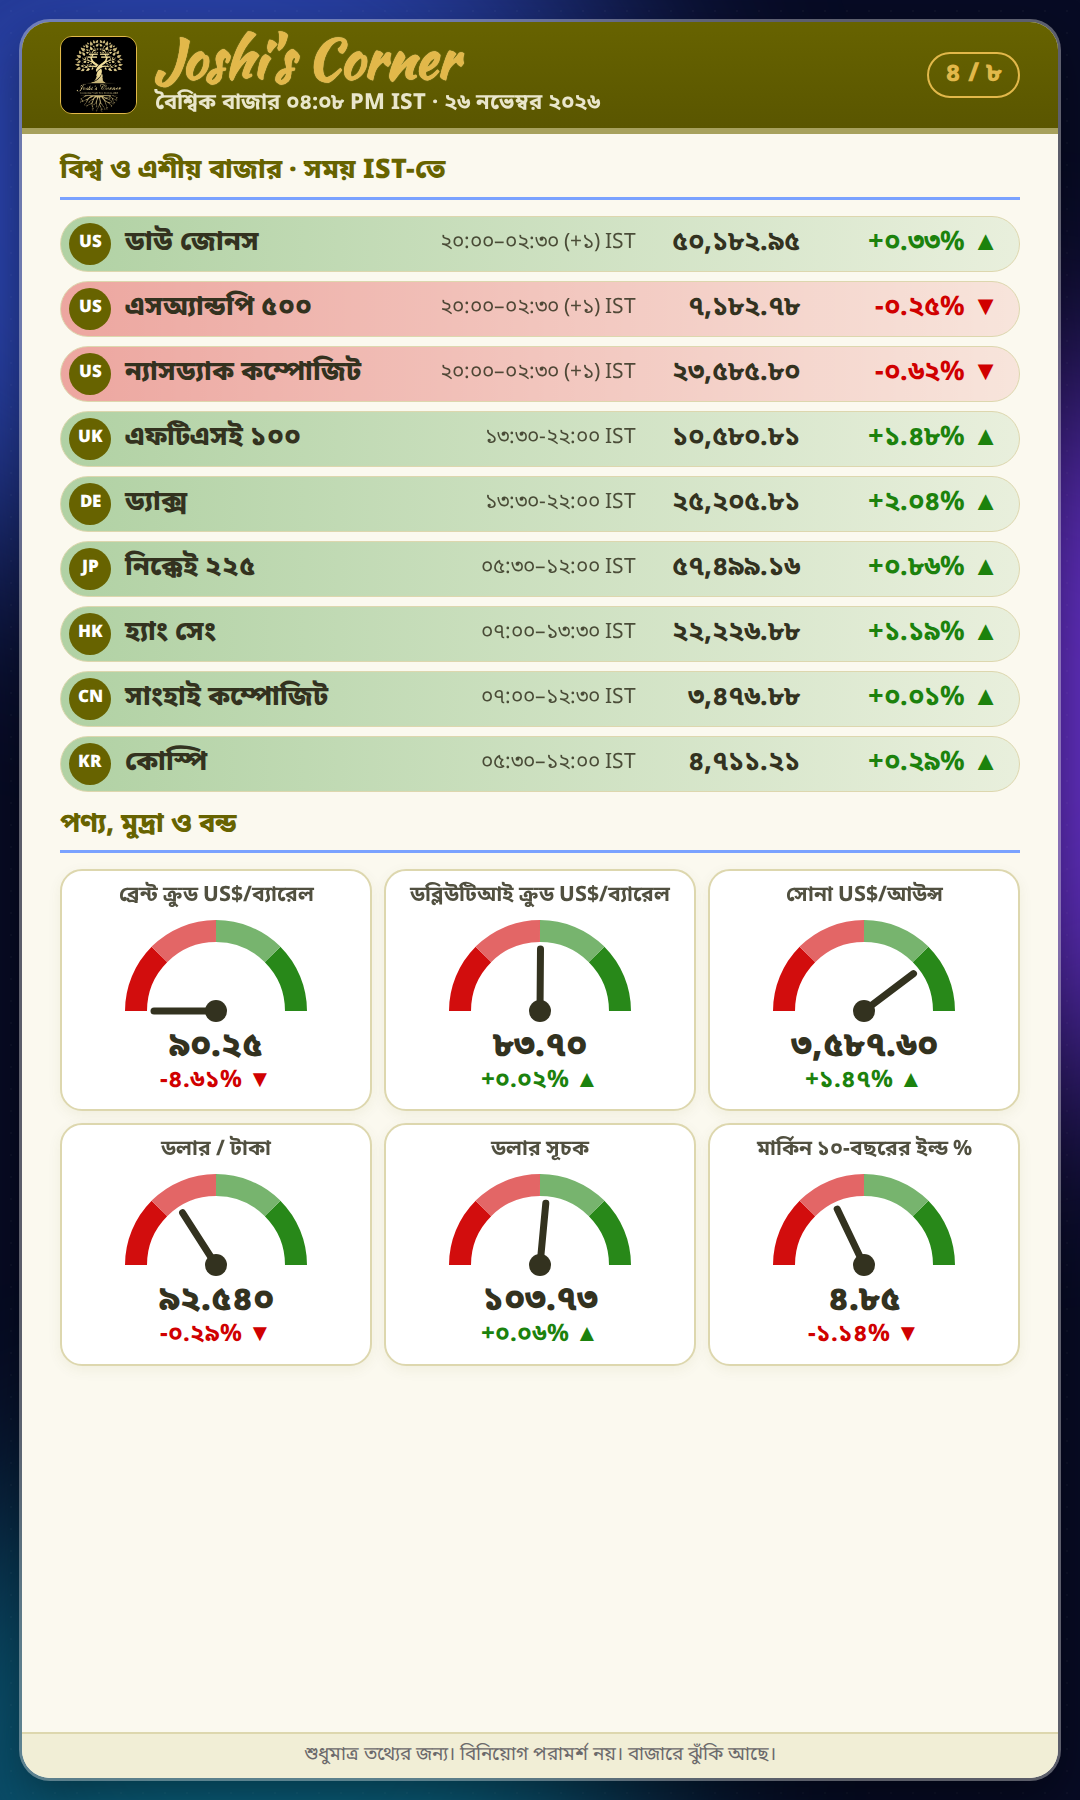 Joshi's Corner
বৈশ্বিক বাজার ০৪:০৮ PM IST · ২৬ নভেম্বর ২০২৬
৪ / ৮
বিশ্ব ও এশীয় বাজার · সময় IST-তে
US ডাউ জোনস ২০:০০–০২:৩০ (+১) IST ৫০,১৮২.৯৫ +০.৩৩% ▲
US এসঅ্যান্ডপি ৫০০ ২০:০০–০২:৩০ (+১) IST ৭,১৮২.৭৮ -০.২৫% ▼
US ন্যাসড্যাক কম্পোজিট ২০:০০–০২:৩০ (+১) IST ২৩,৫৮৫.৮০ -০.৬২% ▼
UK এফটিএসই ১০০ ১৩:৩০-২২:০০ IST ১০,৫৮০.৮১ +১.৪৮% ▲
DE ড্যাক্স ১৩:৩০-২২:০০ IST ২৫,২০৫.৮১ +২.০৪% ▲
JP নিক্কেই ২২৫ ০৫:৩০–১২:০০ IST ৫৭,৪৯৯.১৬ +০.৮৬% ▲
HK হ্যাং সেং ০৭:০০–১৩:৩০ IST ২২,২২৬.৮৮ +১.১৯% ▲
CN সাংহাই কম্পোজিট ০৭:০০–১২:৩০ IST ৩,৪৭৬.৮৮ +০.০১% ▲
KR কোস্পি ০৫:৩০–১২:০০ IST ৪,৭১১.২১ +০.২৯% ▲
পণ্য, মুদ্রা ও বন্ড
ব্রেন্ট ক্রুড US$/ব্যারেল
৯০.২৫
-৪.৬১% ▼
ডব্লিউটিআই ক্রুড US$/ব্যারেল
৮৩.৭০
+০.০২% ▲
সোনা US$/আউন্স
৩,৫৮৭.৬০
+১.৪৭% ▲
ডলার / টাকা
৯২.৫৪০
-০.২৯% ▼
ডলার সূচক
১০৩.৭৩
+০.০৬% ▲
মার্কিন ১০-বছরের ইল্ড %
৪.৮৫
-১.১৪% ▼
শুধুমাত্র তথ্যের জন্য। বিনিয়োগ পরামর্শ নয়। বাজারে ঝুঁকি আছে।